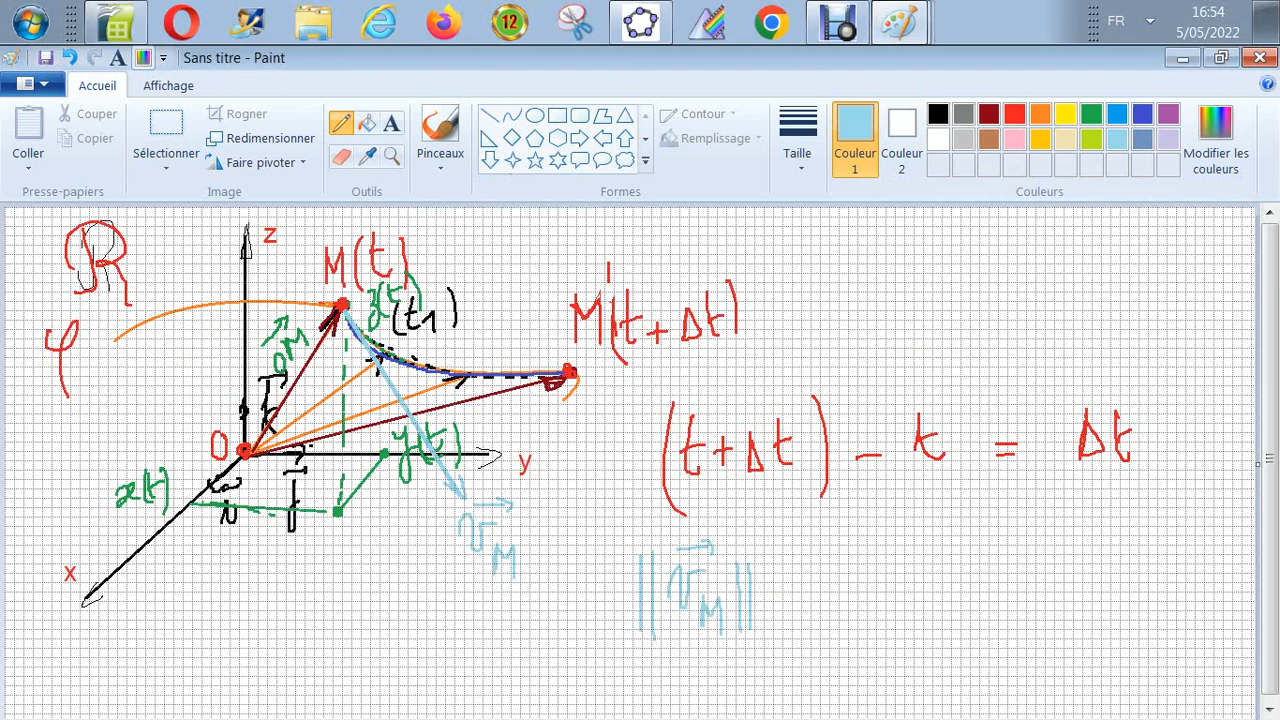 12
FR
16:54
5/05/2022
Sans titre - Paint
Accueil
Affichage
Coller
Couper
Copier
Presse-papiers
Sélectionner
Rogner
Redimensionner
Faire pivoter
Image
Outils
Pinceaux
Contour
Remplissage
Formes
Taille
Couleur 1
Couleur 2
Modifier les couleurs
Couleurs
R
z
M(t)
z(t)
(t1)
M'(t+Δt)
φ
OM
k
O
y(t)
y
(t+Δt) - t = Δt
x(t)
i
j
V M
x
||V M||